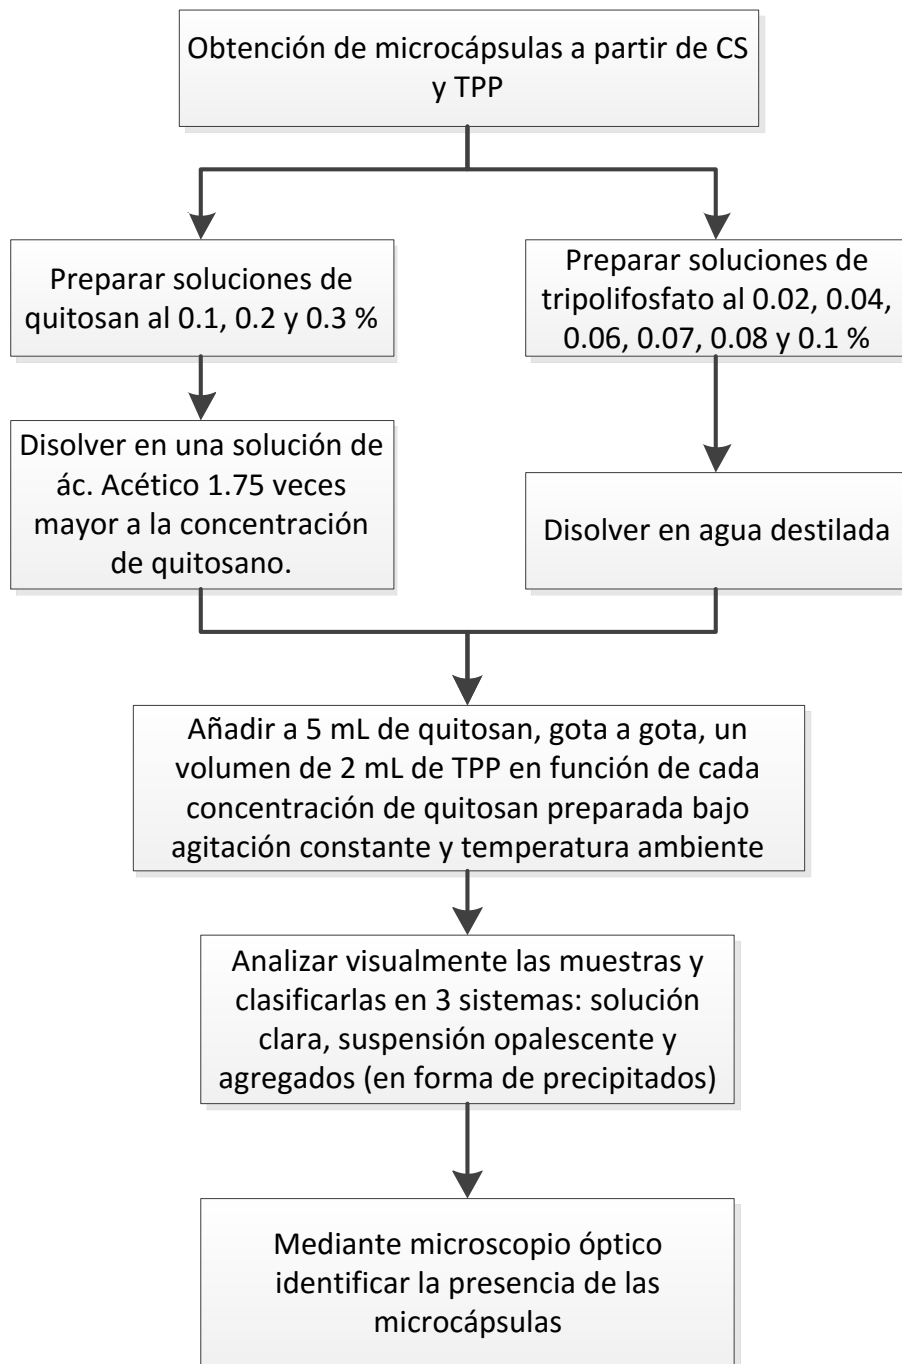 Obtención de microcápsulas a partir de CS
y TPP
Preparar soluciones de
quitosan al 0.1, 0.2 y 0.3 %
Preparar soluciones de
tripolifosfato al 0.02, 0.04,
0.06, 0.07, 0.08 y 0.1 %
Disolver en una solución de
ác. Acético 1.75 veces
mayor a la concentración
de quitosano.
Disolver en agua destilada
Añadir a 5 mL de quitosan, gota a gota, un
volumen de 2 mL de TPP en función de cada
concentración de quitosan preparada bajo
agitación constante y temperatura ambiente
Analizar visualmente las muestras y
clasificarlas en 3 sistemas: solución
clara, suspensión opalescente y
agregados (en forma de precipitados)
Mediante microscopio óptico
identificar la presencia de las
microcápsulas